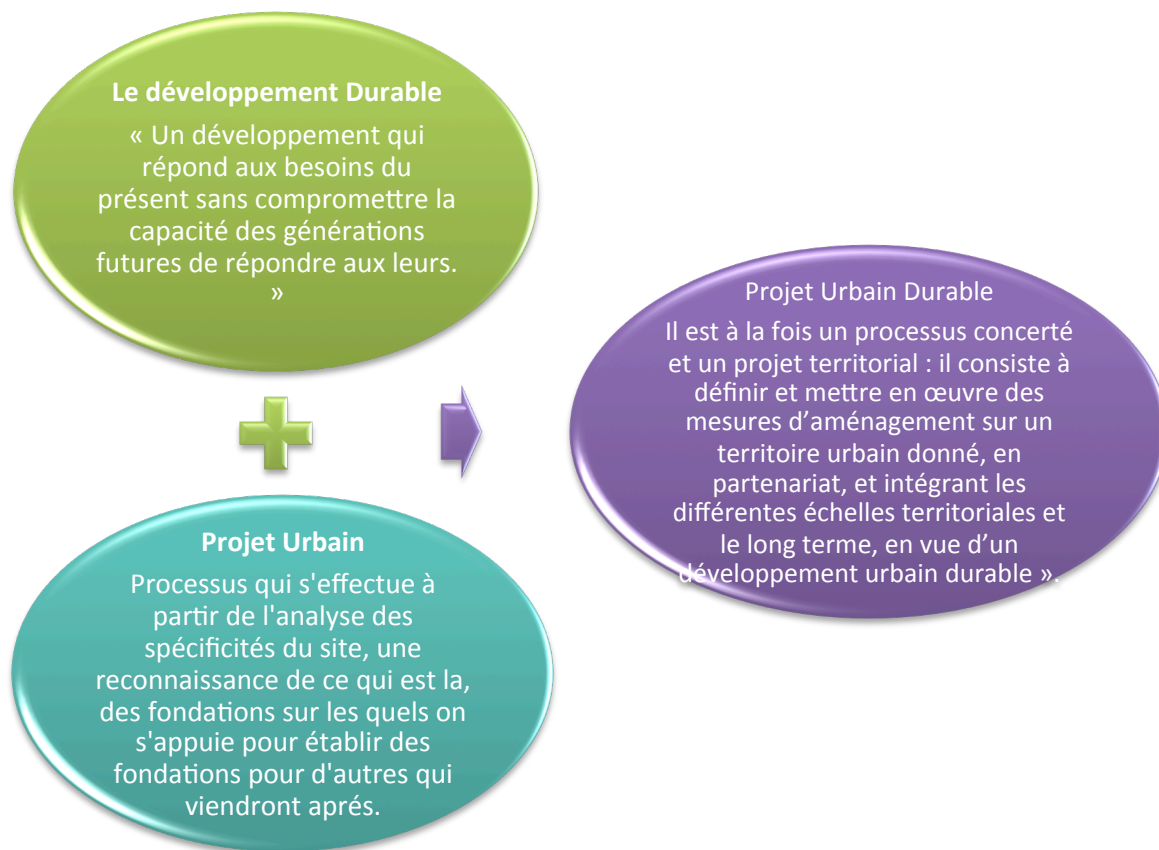 Le développement Durable
« Un développement qui
répond aux besoins du
présent sans compromettre la
capacité des générations
futures de répondre aux leurs.
»
Projet Urbain
Processus qui s'effectue à
partir de l'analyse des
spécificités du site, une
reconnaissance de ce qui est la,
des fondations sur les quels on
s'appuie pour établir des
fondations pour d'autres qui
viendront aprés.
Projet Urbain Durable
Il est à la fois un processus concerté
et un projet territorial : il consiste à
définir et mettre en œuvre des
mesures d’aménagement sur un
territoire urbain donné, en
partenariat, et intégrant les
différentes échelles territoriales et
le long terme, en vue d’un
développement urbain durable ».